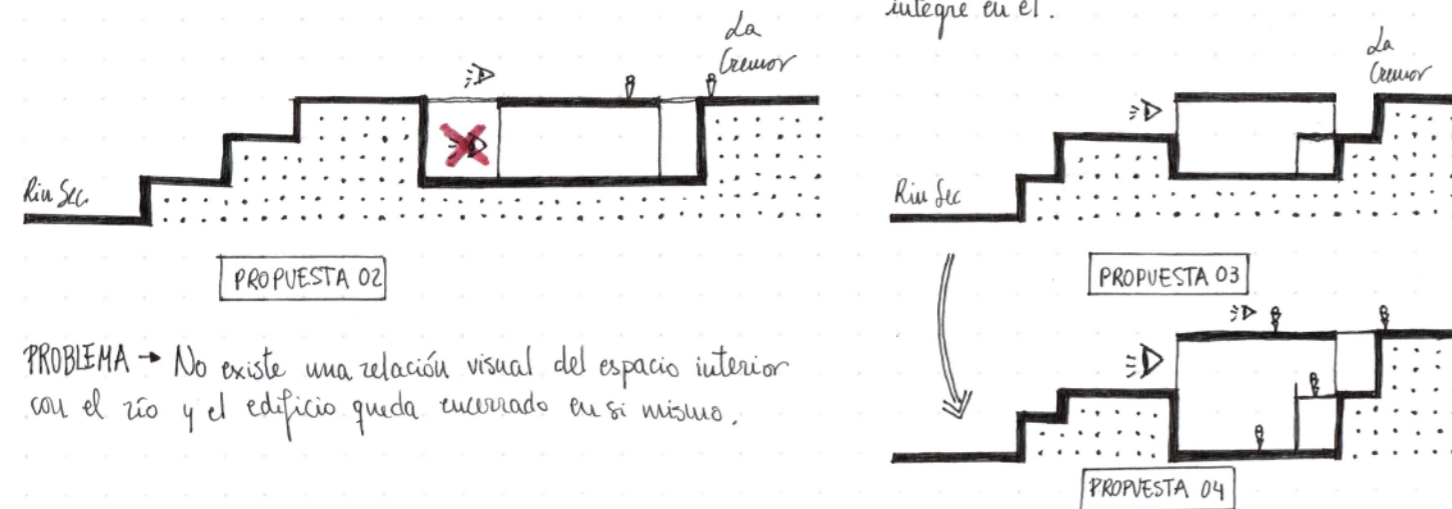 La
Cremor
Riu Sec.
PROPUESTA 02
PROBLEMA → No existe una relación visual del espacio interior
con el río y el edificio queda encerrado en si mismo.
integre en el.
La
Cremor
Riu Sec
PROPUESTA 03
PROPUESTA 04